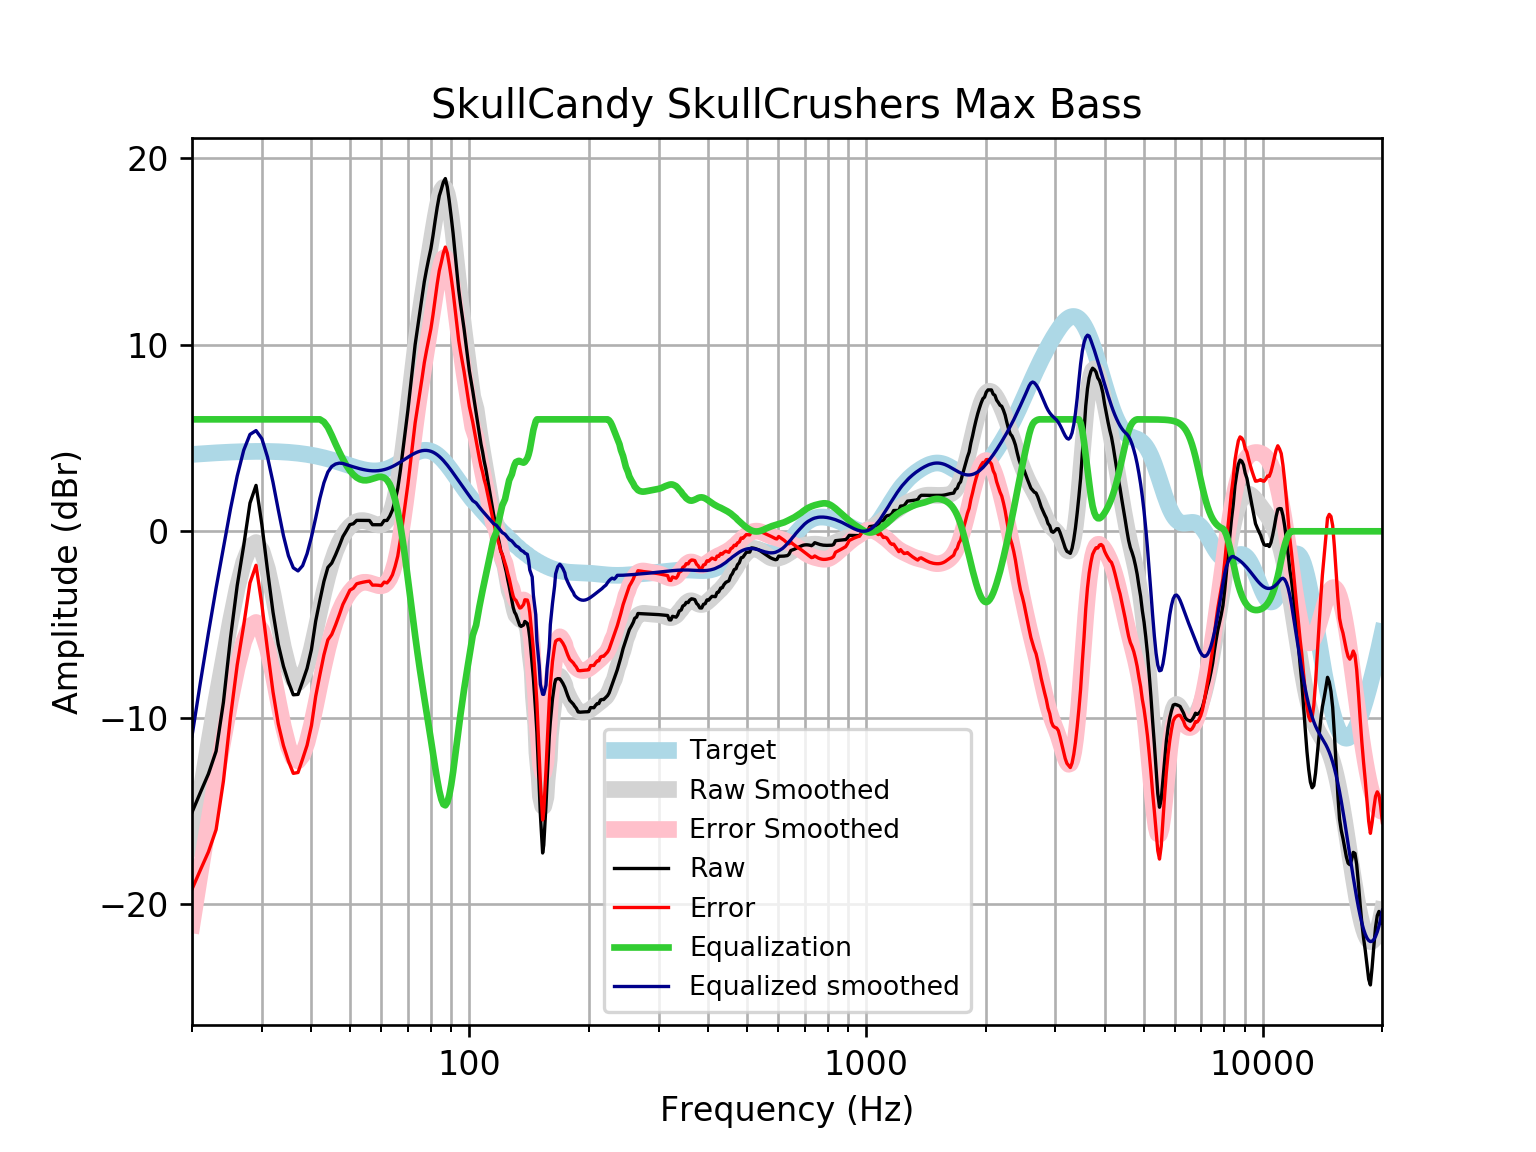 SkullCandy SkullCrushers Max Bass
20
10
0
−10
−20
Amplitude (dBr)
Target
Raw Smoothed
Error Smoothed
Raw
Error
Equalization
Equalized smoothed
100 1000 10000
Frequency (Hz)